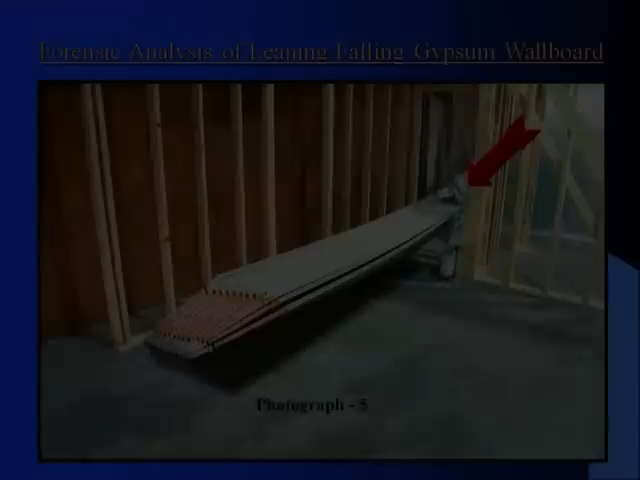 Forensic Analysis of Leaning Falling Gypsum Wallboard
Photograph - 5